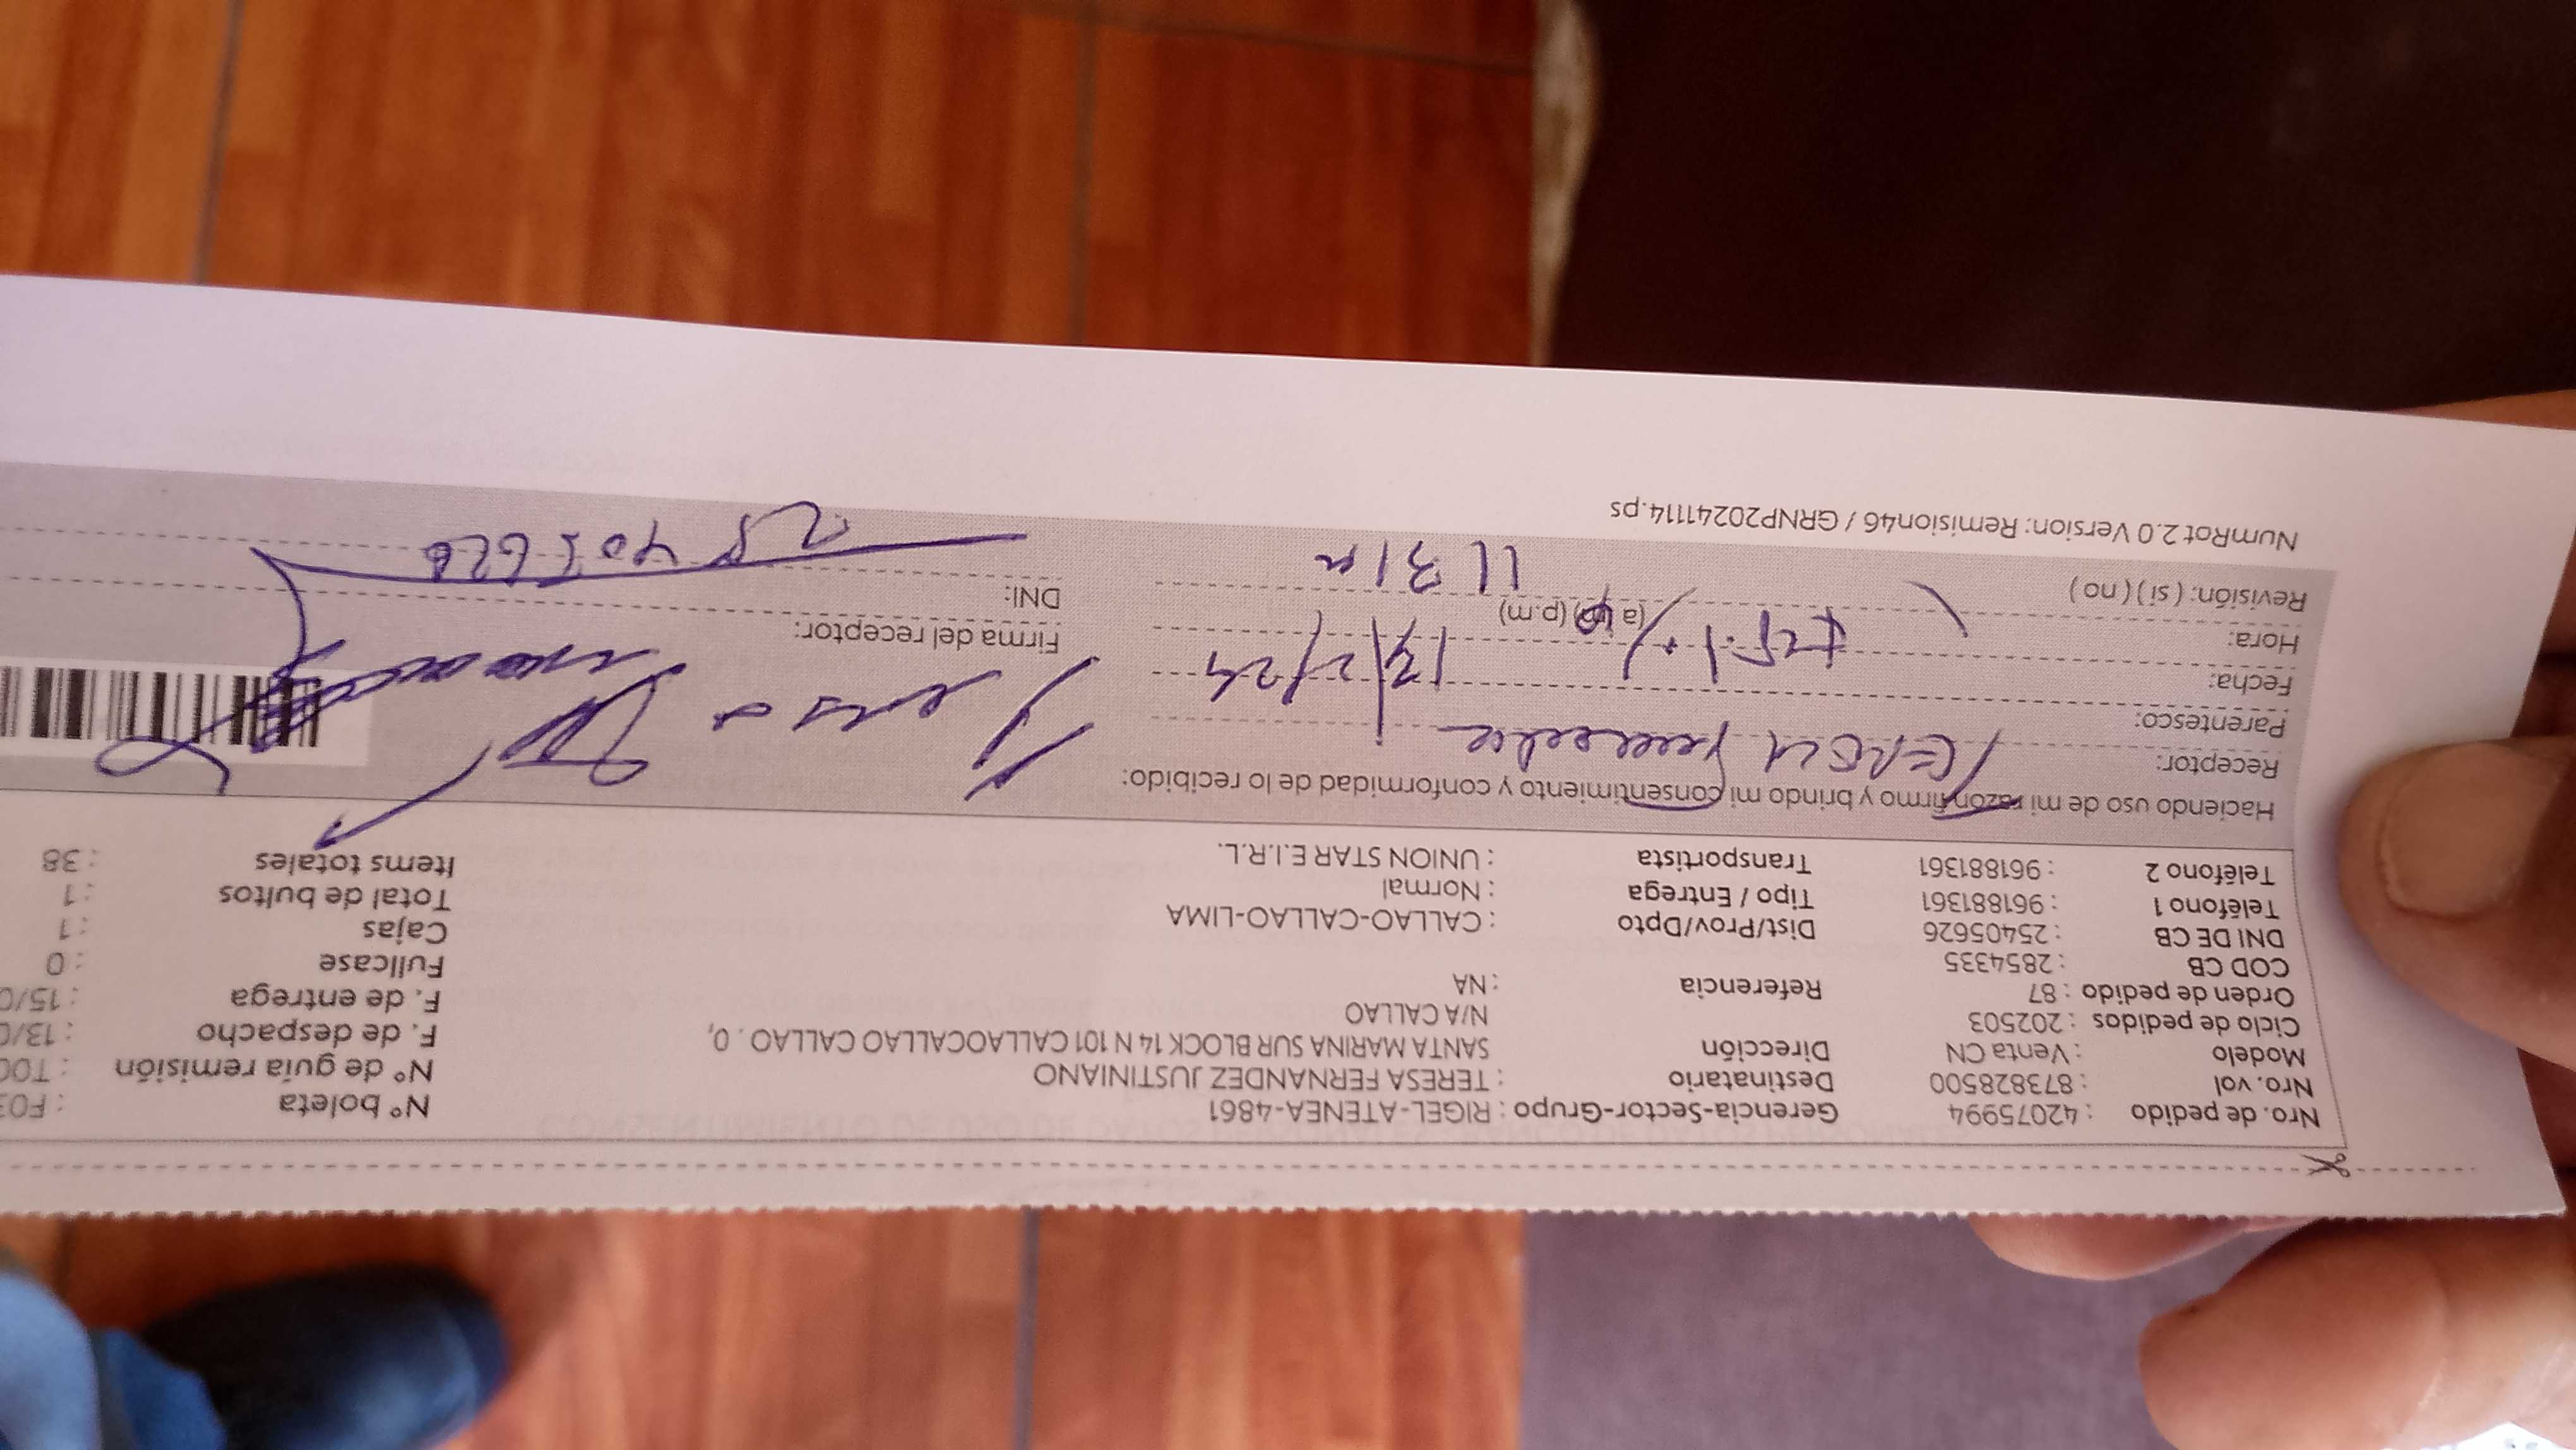 Nro. de pedido : 42075994 Gerencia-Sector-Grupo : RIGEL-ATENEA-4861 N° boleta : F03
Nro. vol. : 873828500 Destinatario : TERESA FERNANDEZ JUSTINIANO N° de guía remisión : T00
Modelo : Venta CN Dirección SANTA MARINA SUR BLOCK 14 N 101 CALLAOCALLAO CALLAO . 0, F. de despacho : 13/0
Ciclo de pedidos : 202503 N/A CALLAO F. de entrega : 15/0
Orden de pedido : 87 Referencia : NA Fullcase : 0
COD CB : 2854335 Cajas : 1
DNI DE CB : 25405626 Dist/Prov/Dpto : CALLAO-CALLAO-LIMA Total de bultos : 1
Teléfono 1 : 961881361 Tipo / Entrega : Normal Items totales : 38
Teléfono 2 : 961881361 Transportista : UNION STAR E.I.R.L.
Haciendo uso de mi razón firmo y brindo mi consentimiento y conformidad de lo recibido:
Receptor:
Parentesco:
Fecha:
Hora: (p.m) Firma del receptor:
Revisión: ( si ) ( no ) DNI: 25405626
NumRot 2.0 Version: Remision46 / GRNP20241114.ps